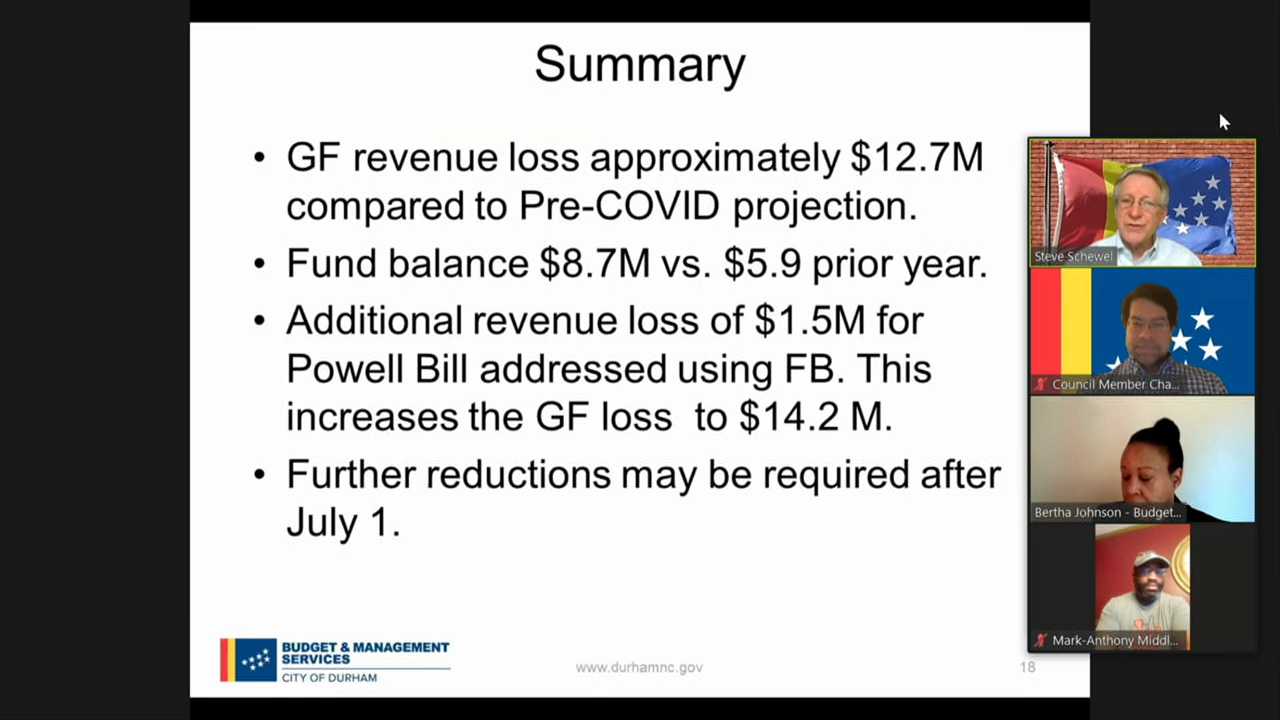 Summary
• GF revenue loss approximately $12.7M
compared to Pre-COVID projection.
• Fund balance $8.7M vs. $5.9 prior year.
• Additional revenue loss of $1.5M for
Powell Bill addressed using FB. This
increases the GF loss to $14.2 M.
• Further reductions may be required after
July 1.
BUDGET & MANAGEMENT
SERVICES
CITY OF DURHAM
www.durhamnc.gov
18
Steve Schewel
Council Member Cha...
Bertha Johnson - Budget...
Mark-Anthony Middl...